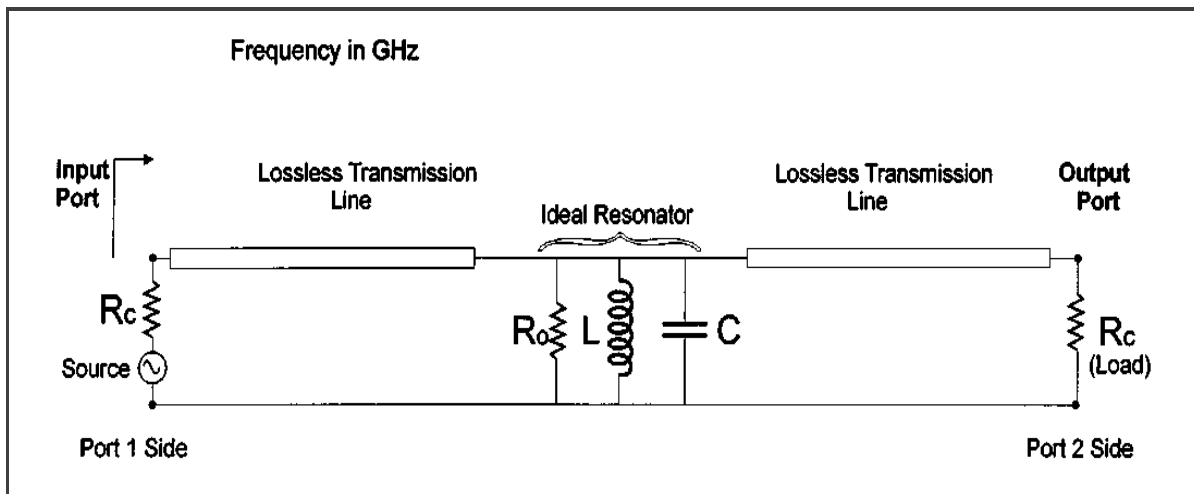 Frequency in GHz
Input
Port
Lossless Transmission
Line
Ideal Resonator
Lossless Transmission
Line
Output
Port
Rc
Source
Ro
L
C
Rc
(Load)
Port 1 Side
Port 2 Side